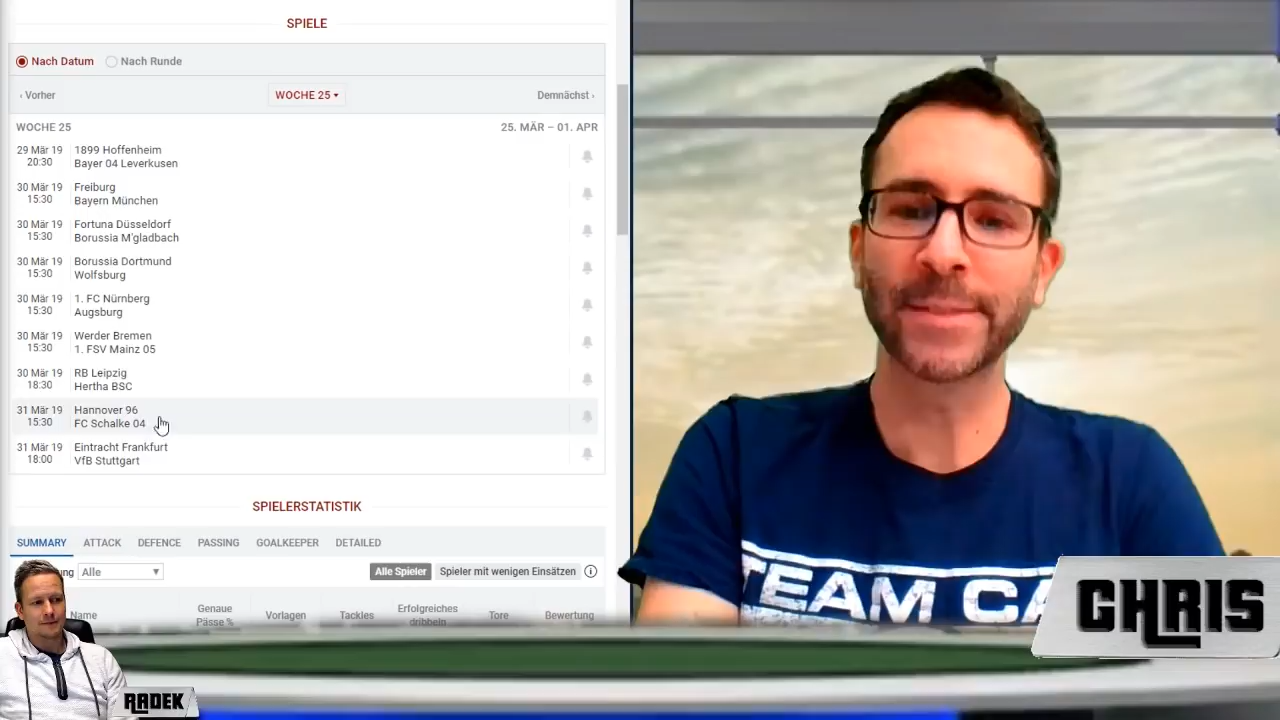 SPIELE
Nach Datum
Nach Runde
‹ Vorher
WOCHE 25
Demnächst ›
WOCHE 25
25. MÄR – 01. APR
29 Mär 19
20:30
1899 Hoffenheim
Bayer 04 Leverkusen
30 Mär 19
15:30
Freiburg
Bayern München
30 Mär 19
15:30
Fortuna Düsseldorf
Borussia M'gladbach
30 Mär 19
15:30
Borussia Dortmund
Wolfsburg
30 Mär 19
15:30
1. FC Nürnberg
Augsburg
30 Mär 19
15:30
Werder Bremen
1. FSV Mainz 05
30 Mär 19
18:30
RB Leipzig
Hertha BSC
31 Mär 19
15:30
Hannover 96
FC Schalke 04
31 Mär 19
18:00
Eintracht Frankfurt
VfB Stuttgart
SPIELERSTATISTIK
SUMMARY
ATTACK
DEFENCE
PASSING
GOALKEEPER
DETAILED
Alle
Alle Spieler
Spieler mit wenigen Einsätzen
Name
Genaue
Pässe %
Vorlagen
Tackles
Erfolgreiches
dribbeln
Tore
Bewertung
TEAM CA
CHRIS
RADEK